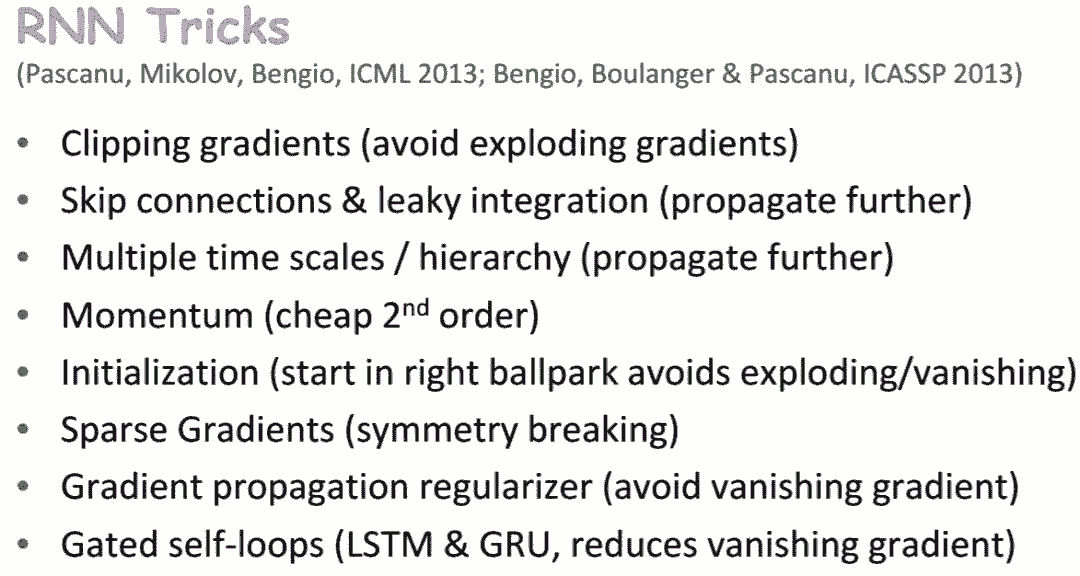 RNN Tricks
(Pascanu, Mikolov, Bengio, ICML 2013; Bengio, Boulanger & Pascanu, ICASSP 2013)
• Clipping gradients (avoid exploding gradients)
• Skip connections & leaky integration (propagate further)
• Multiple time scales / hierarchy (propagate further)
• Momentum (cheap 2nd order)
• Initialization (start in right ballpark avoids exploding/vanishing)
• Sparse Gradients (symmetry breaking)
• Gradient propagation regularizer (avoid vanishing gradient)
• Gated self-loops (LSTM & GRU, reduces vanishing gradient)